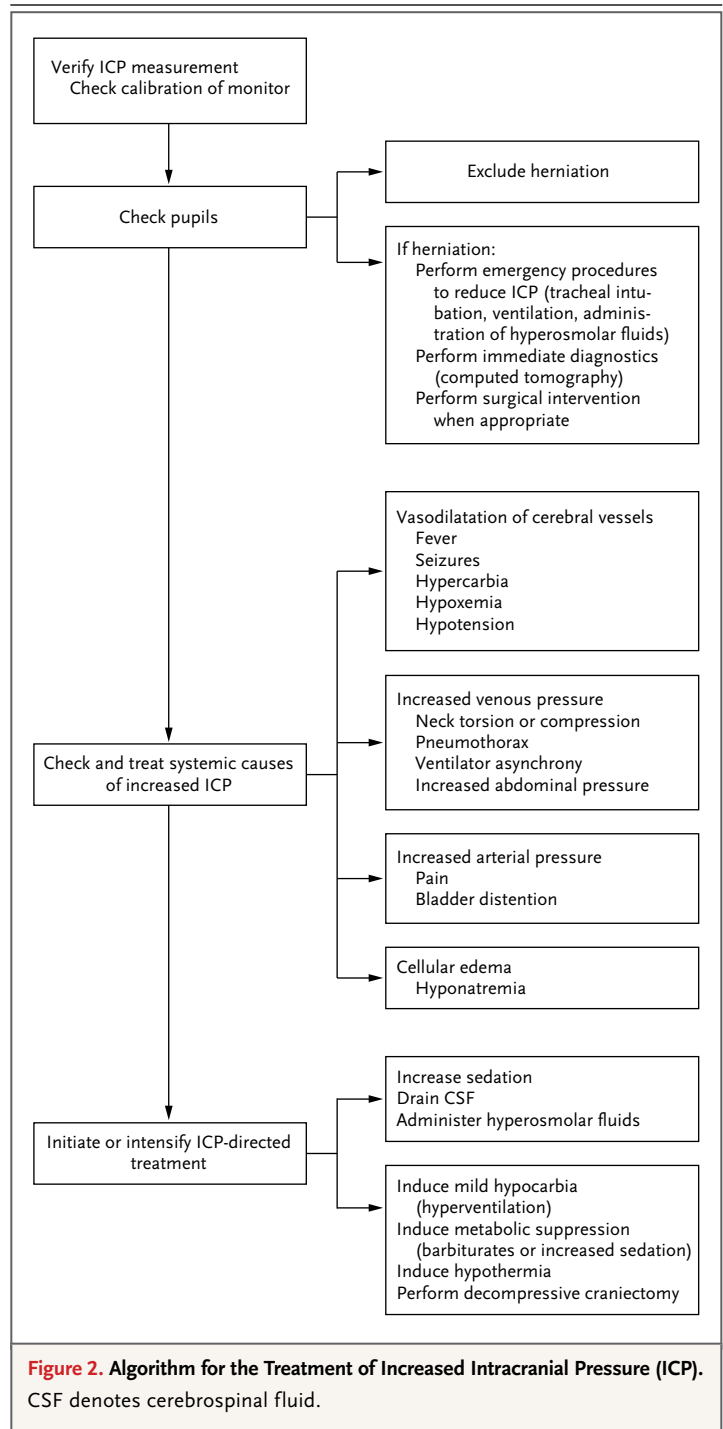 Verify ICP measurement
Check calibration of monitor
Check pupils
Exclude herniation
If herniation:
Perform emergency procedures
to reduce ICP (tracheal intu-
bation, ventilation, adminis-
tration of hyperosmolar fluids)
Perform immediate diagnostics
(computed tomography)
Perform surgical intervention
when appropriate
Check and treat systemic causes
of increased ICP
Vasodilatation of cerebral vessels
Fever
Seizures
Hypercarbia
Hypoxemia
Hypotension
Increased venous pressure
Neck torsion or compression
Pneumothorax
Ventilator asynchrony
Increased abdominal pressure
Increased arterial pressure
Pain
Bladder distention
Cellular edema
Hyponatremia
Initiate or intensify ICP-directed
treatment
Increase sedation
Drain CSF
Administer hyperosmolar fluids
Induce mild hypocarbia
(hyperventilation)
Induce metabolic suppression
(barbiturates or increased sedation)
Induce hypothermia
Perform decompressive craniectomy
Figure 2. Algorithm for the Treatment of Increased Intracranial Pressure (ICP).
CSF denotes cerebrospinal fluid.